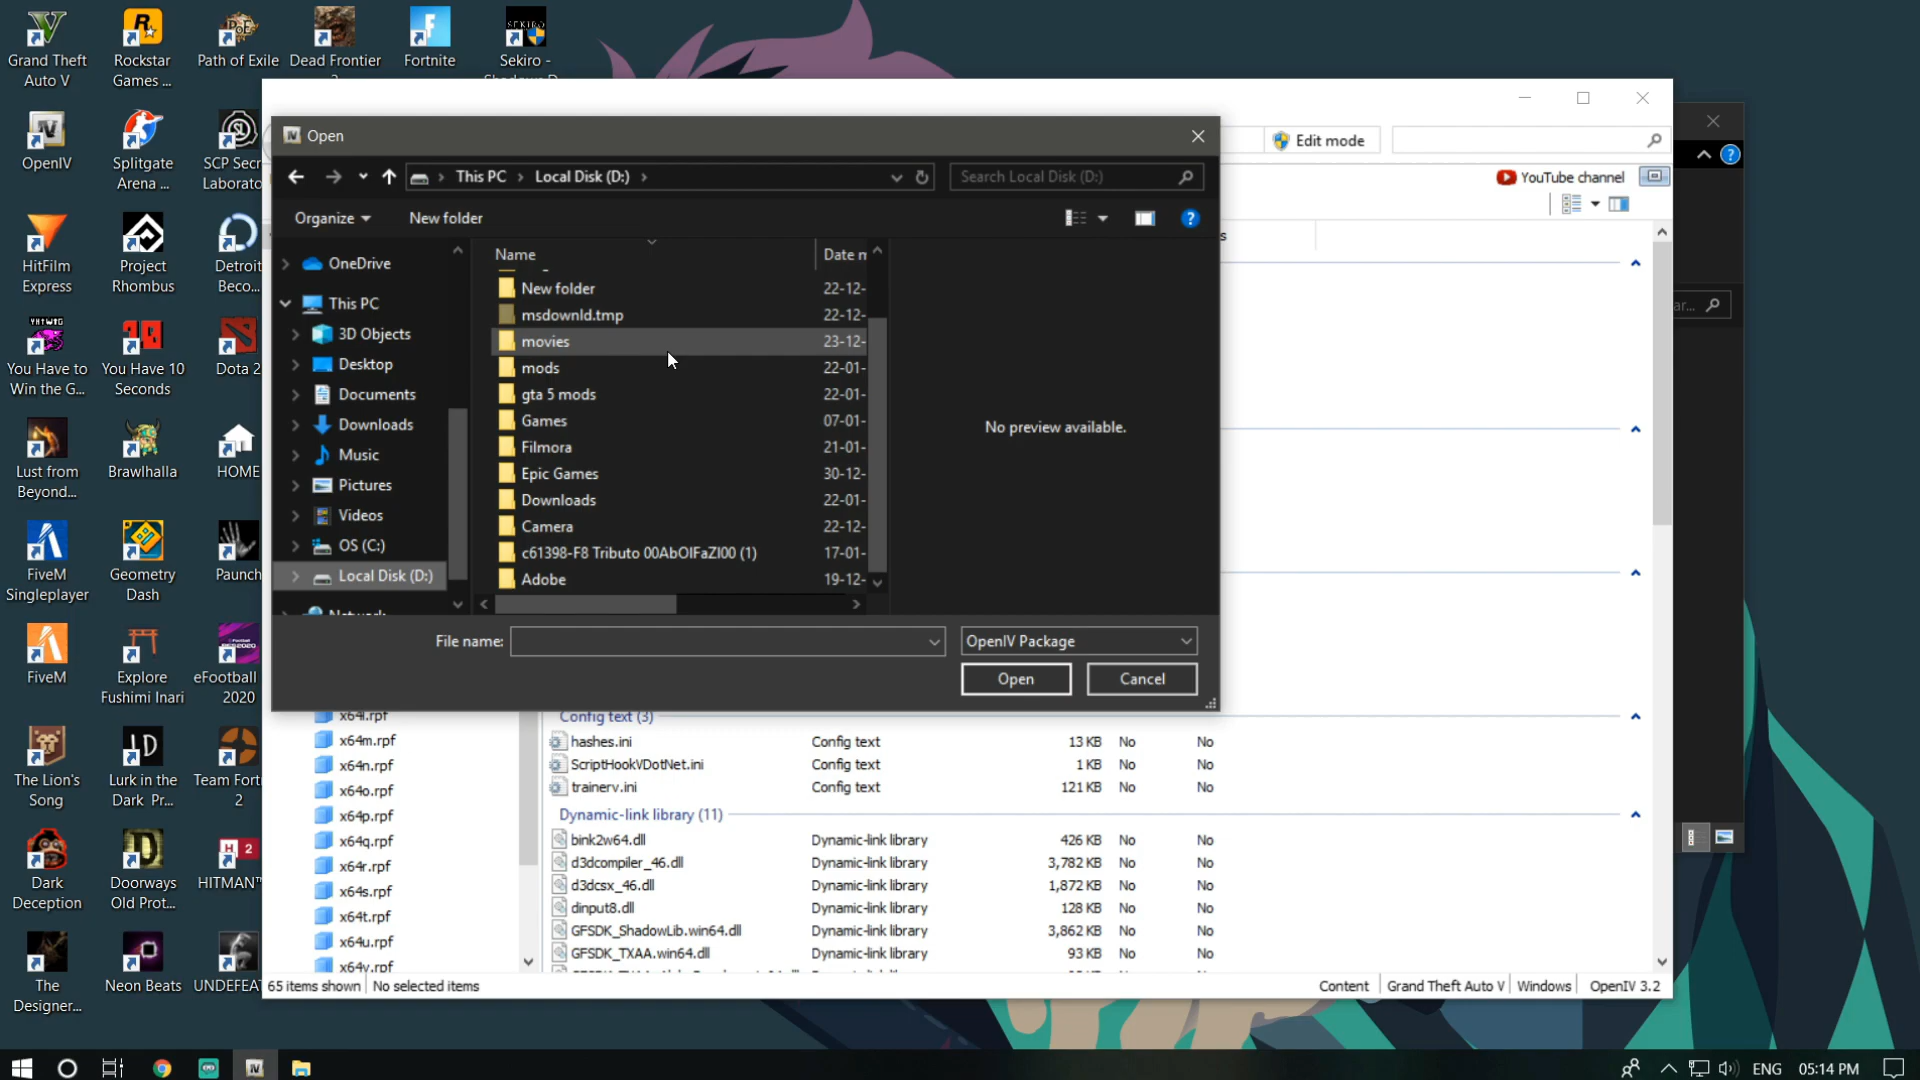 Grand Theft
Auto V
Rockstar
Games ...
Path of Exile
Dead Frontier
Fortnite
SEKIRO
Sekiro -
OpenIV
Splitgate
Arena ...
SCP Secr
Laborato
HitFilm
Express
Project
Rhombus
Detroit
Beco...
You Have to
Win the G...
You Have 10
Seconds
Dota 2
Lust from
Beyond...
Brawlhalla
HOME
FiveM
Singleplayer
Geometry
Dash
Paunch
FiveM
Explore
Fushimi Inari
eFootball
2020
The Lion's
Song
Lurk in the
Dark Pr...
Team Fort
2
Dark
Deception
Doorways
Old Prot...
HITMAN™
The
Designer...
Neon Beats
UNDEFEAT
Open
This PC
Local Disk (D:)
Search Local Disk (D:)
Organize
New folder
OneDrive
This PC
3D Objects
Desktop
Documents
Downloads
Music
Pictures
Videos
OS (C:)
Local Disk (D:)
Network
Name
Date m
New folder 22-12-
msdownld.tmp 22-12-
movies 23-12-
mods 22-01-
gta 5 mods 22-01-
Games 07-01-
Filmora 21-01-
Epic Games 30-12-
Downloads 22-01-
Camera 22-12-
c61398-F8 Tributo 00AbOIFaZI00 (1) 17-01-
Adobe 19-12-
No preview available.
File name:
OpenIV Package
Open
Cancel
Edit mode
YouTube channel
x64l.rpf
x64m.rpf
x64n.rpf
x64o.rpf
x64p.rpf
x64q.rpf
x64r.rpf
x64s.rpf
x64t.rpf
x64u.rpf
x64v.rpf
Config text (3)
hashes.ini Config text 13 KB No No
ScriptHookVDotNet.ini Config text 1 KB No No
trainerv.ini Config text 121 KB No No
Dynamic-link library (11)
bink2w64.dll Dynamic-link library 426 KB No No
d3dcompiler_46.dll Dynamic-link library 3,782 KB No No
d3dcsx_46.dll Dynamic-link library 1,872 KB No No
dinput8.dll Dynamic-link library 128 KB No No
GFSDK_ShadowLib.win64.dll Dynamic-link library 3,862 KB No No
GFSDK_TXAA.win64.dll Dynamic-link library 93 KB No No
65 items shown No selected items
Content Grand Theft Auto V Windows OpenIV 3.2
ENG 05:14 PM